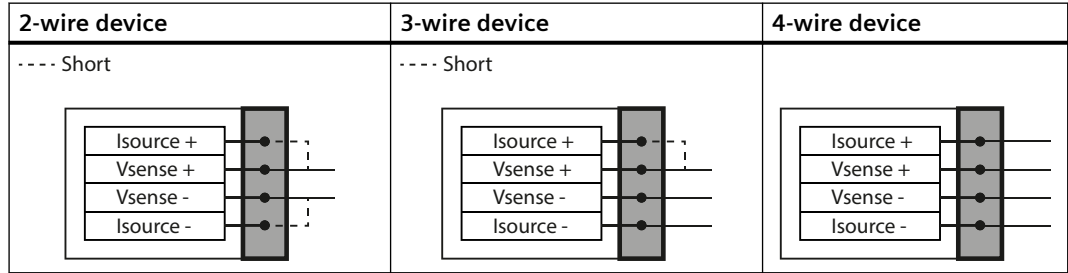 2-wire device
3-wire device
4-wire device
---- Short
---- Short
Isource +
Vsense +
Vsense -
Isource -
Isource +
Vsense +
Vsense -
Isource -
Isource +
Vsense +
Vsense -
Isource -